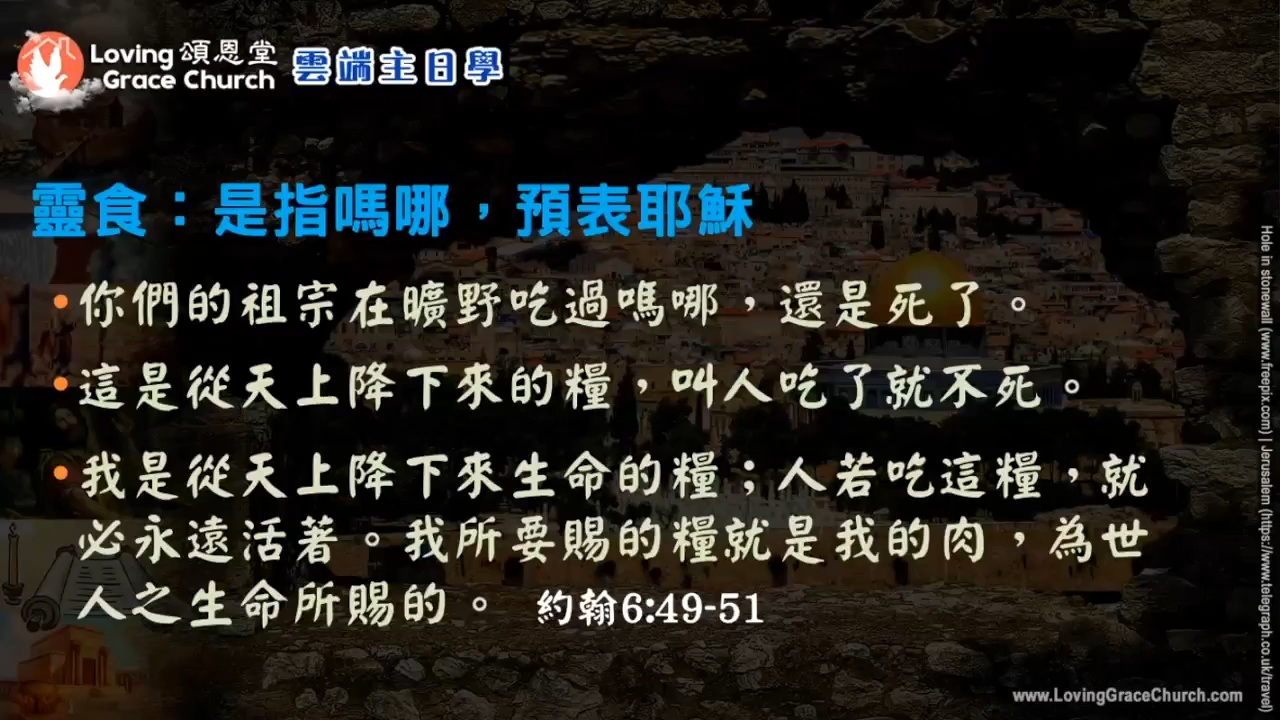 Loving 頌恩堂
Grace Church
雲端主日學
靈食：是指嗎哪，預表耶穌
•你們的祖宗在曠野吃過嗎哪，還是死了。
•這是從天上降下來的糧，叫人吃了就不死。
•我是從天上降下來生命的糧；人若吃這糧，就
必永遠活著。我所要賜的糧就是我的肉，為世
人之生命所賜的。 約翰6:49-51
Hole in stonewall (www.freepix.com) | Jerusalem (https://www.telegraph.co.uk/travel)
www.LovingGraceChurch.com